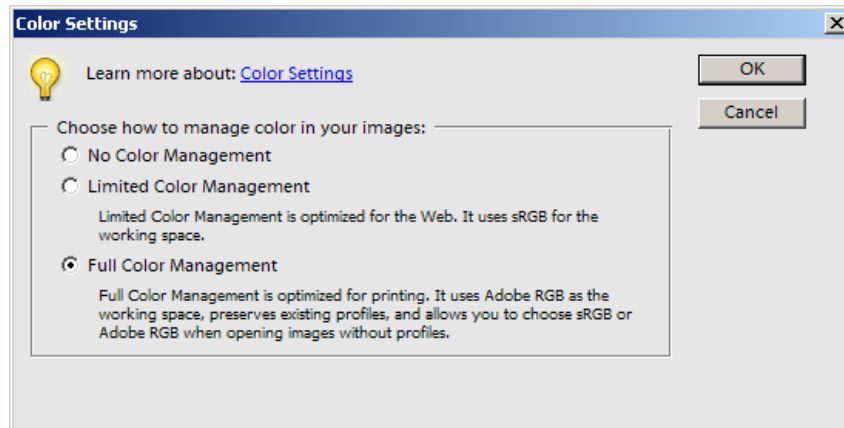 Color Settings
Learn more about: Color Settings
OK
Cancel
Choose how to manage color in your images:
No Color Management
Limited Color Management
Limited Color Management is optimized for the Web. It uses sRGB for the
working space.
Full Color Management
Full Color Management is optimized for printing. It uses Adobe RGB as the
working space, preserves existing profiles, and allows you to choose sRGB or
Adobe RGB when opening images without profiles.